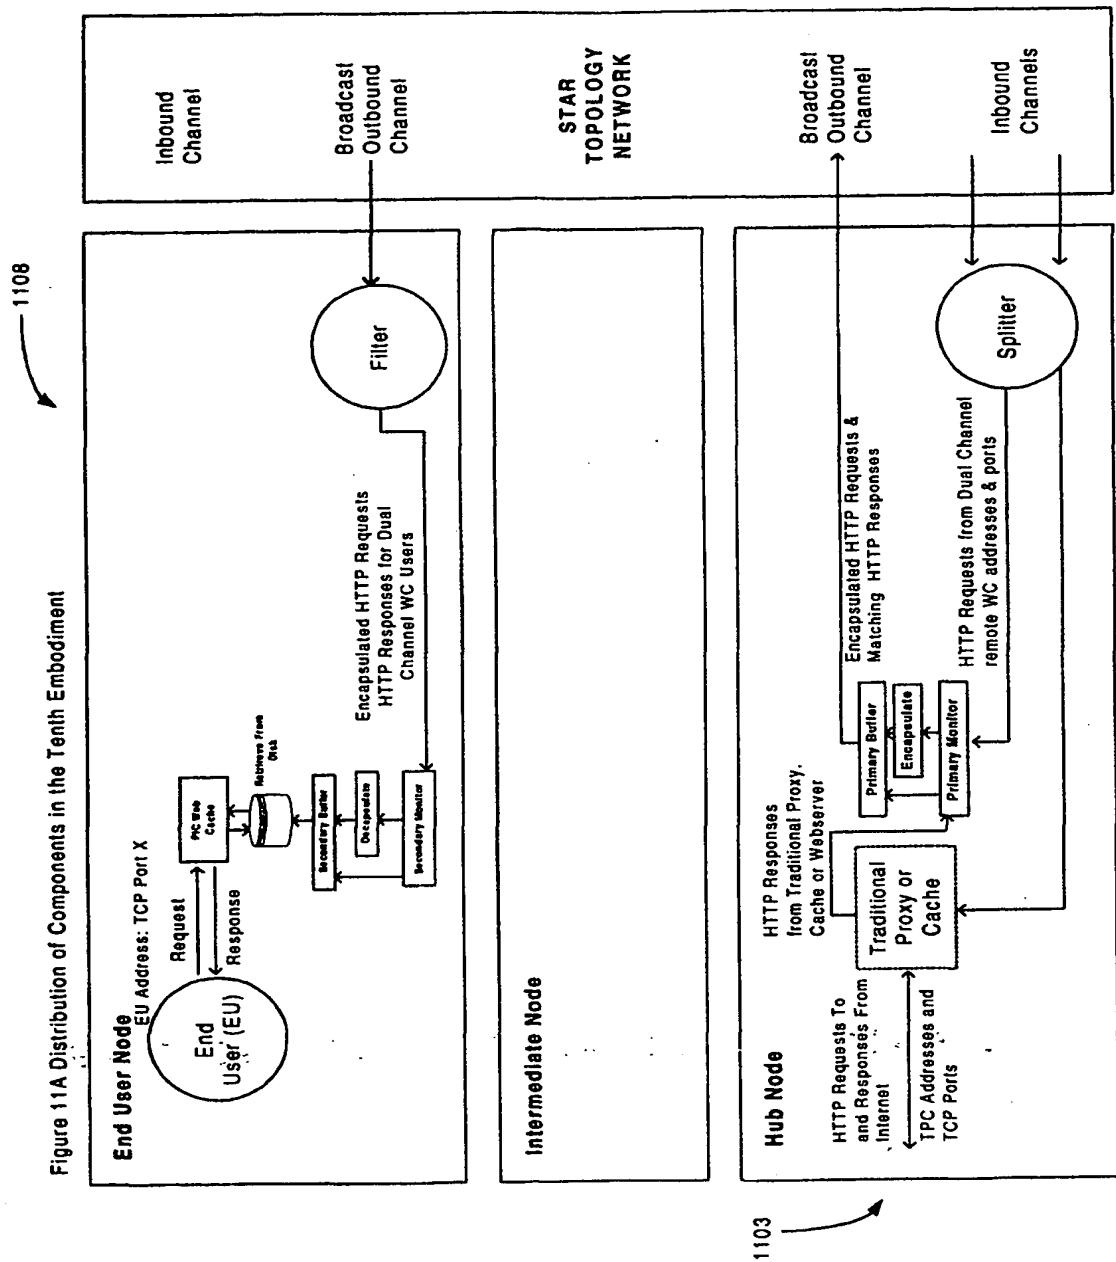 Figure 11A Distribution of Components in the Tenth Embodiment
1108
End User Node
EU Address: TCP Port X
End
User (EU)
Request
Response
PIC Web
Cache
Retrieve From
Disk
Secondary Butler
Decapsulate
Secondary Monitor
Encapsulated HTTP Requests
HTTP Responses for Dual
Channel WC Users
Filter
Inbound
Channel
Broadcast
Outbound
Channel
Intermediate Node
STAR
TOPOLOGY
NETWORK
1103
Hub Node
HTTP Requests To
and Responses From
Internet
TPC Addresses and
TCP Ports
HTTP Responses
from Traditional Proxy,
Cache or Webserver
Traditional
Proxy or
Cache
Primary Butler
Encapsulate
Primary Monitor
Encapsulated HTTP Requests &
Matching HTTP Responses
HTTP Requests from Dual Channel
remote WC addresses & ports
Splitter
Broadcast
Outbound
Channel
Inbound
Channels